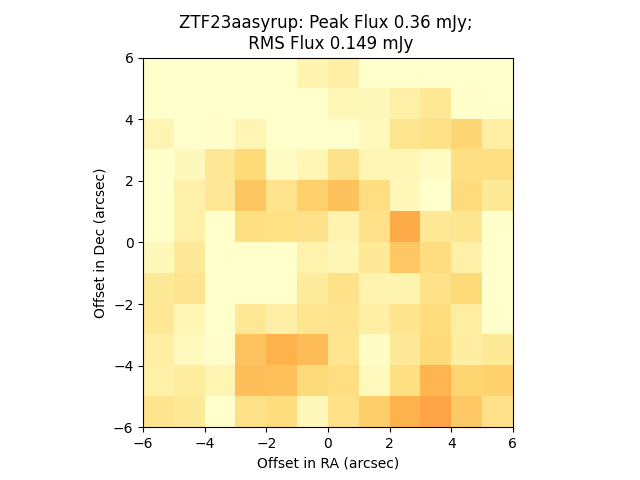 ZTF23aasyrup: Peak Flux 0.36 mJy;
RMS Flux 0.149 mJy
6
4
2
0
−2
−4
−6
Offset in Dec (arcsec)
−6 −4 −2 0 2 4 6
Offset in RA (arcsec)